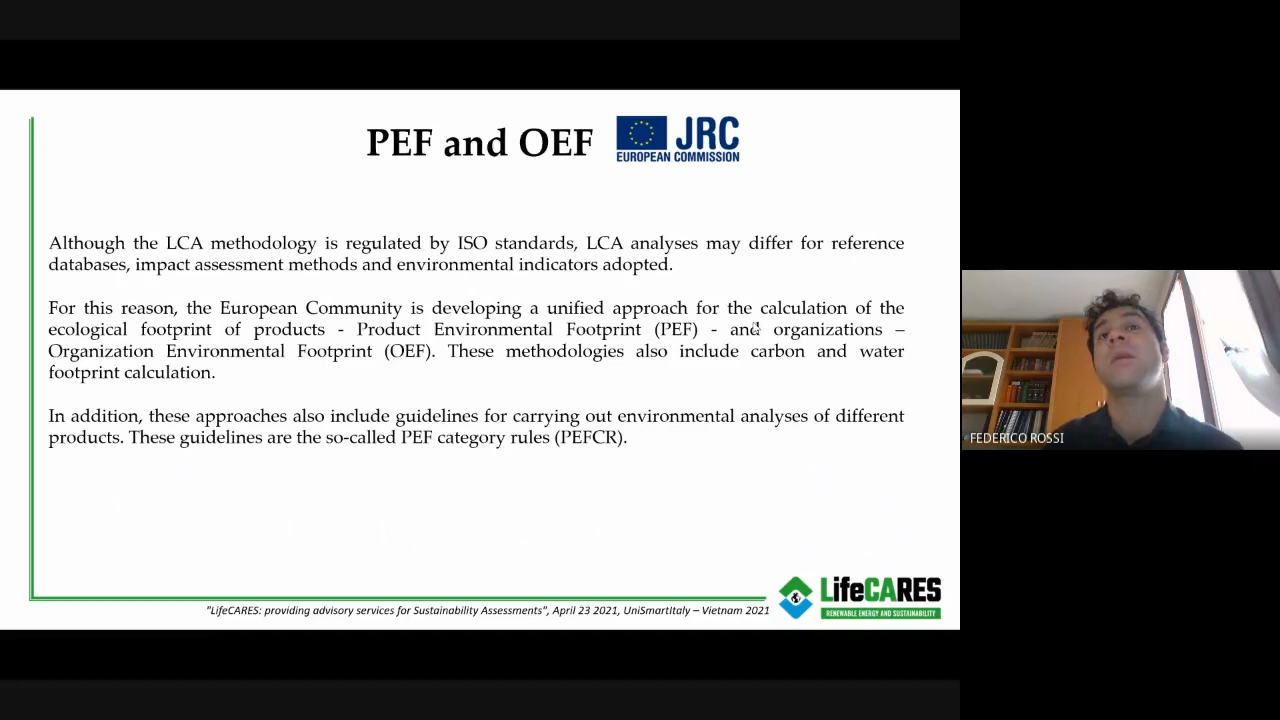 PEF and OEF
JRC
EUROPEAN COMMISSION
Although the LCA methodology is regulated by ISO standards, LCA analyses may differ for reference
databases, impact assessment methods and environmental indicators adopted.
For this reason, the European Community is developing a unified approach for the calculation of the
ecological footprint of products - Product Environmental Footprint (PEF) - and organizations –
Organization Environmental Footprint (OEF). These methodologies also include carbon and water
footprint calculation.
In addition, these approaches also include guidelines for carrying out environmental analyses of different
products. These guidelines are the so-called PEF category rules (PEFCR).
"LifeCARES: providing advisory services for Sustainability Assessments", April 23 2021, UniSmartItaly – Vietnam 2021
LifeCARES
RENEWABLE ENERGY AND SUSTAINABILITY
FEDERICO ROSSI